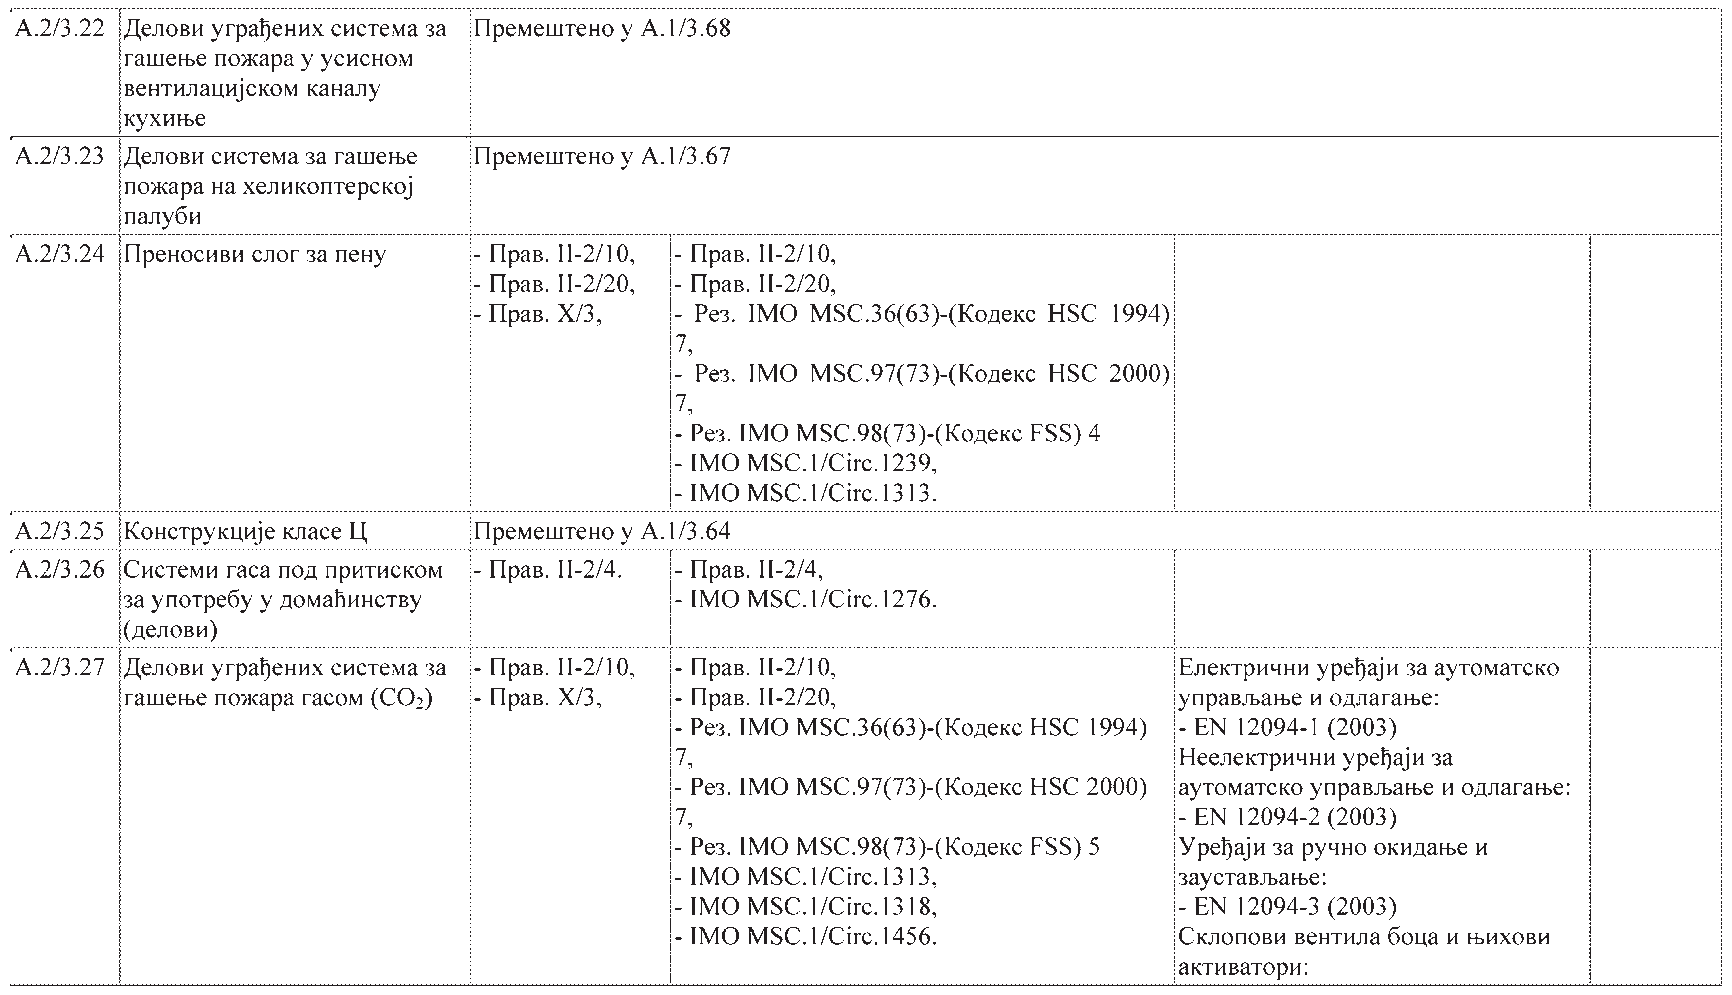 А.2/3.22 Делови уграђених система за Премештено у А.1/3.68
гашење пожара у усисном
вентилацијском каналу
кухиње
А.2/3.23 Делови система за гашење Премештено у А.1/3.67
пожара на хеликоптерској
палуби
А.2/3.24 Преносиви слог за пену - Прав. II-2/10, - Прав. II-2/10,
- Прав. II-2/20, - Прав. II-2/20,
- Прав. X/3, - Рез. IMO MSC.36(63)-(Кодекс HSC 1994)
7,
- Рез. IMO MSC.97(73)-(Кодекс HSC 2000)
7,
- Рез. IMO MSC.98(73)-(Кодекс FSS) 4
- IMO MSC.1/Circ.1239,
- IMO MSC.1/Circ.1313.
А.2/3.25 Конструкције класе Ц Премештено у А.1/3.64
А.2/3.26 Системи гаса под притиском - Прав. II-2/4. - Прав. II-2/4,
за употребу у домаћинству - IMO MSC.1/Circ.1276.
(делови)
А.2/3.27 Делови уграђених система за - Прав. II-2/10, - Прав. II-2/10, Електрични уређаји за аутоматско
гашење пожара гасом (CO₂) - Прав. X/3, - Прав. II-2/20, управљање и одлагање:
- Рез. IMO MSC.36(63)-(Кодекс HSC 1994) - EN 12094-1 (2003)
7, Неелектрични уређаји за
- Рез. IMO MSC.97(73)-(Кодекс HSC 2000) аутоматско управљање и одлагање:
7, - EN 12094-2 (2003)
- Рез. IMO MSC.98(73)-(Кодекс FSS) 5 Уређаји за ручно окидање и
- IMO MSC.1/Circ.1313, заустављање:
- IMO MSC.1/Circ.1318, - EN 12094-3 (2003)
- IMO MSC.1/Circ.1456. Склопови вентила боца и њихови
активатори: